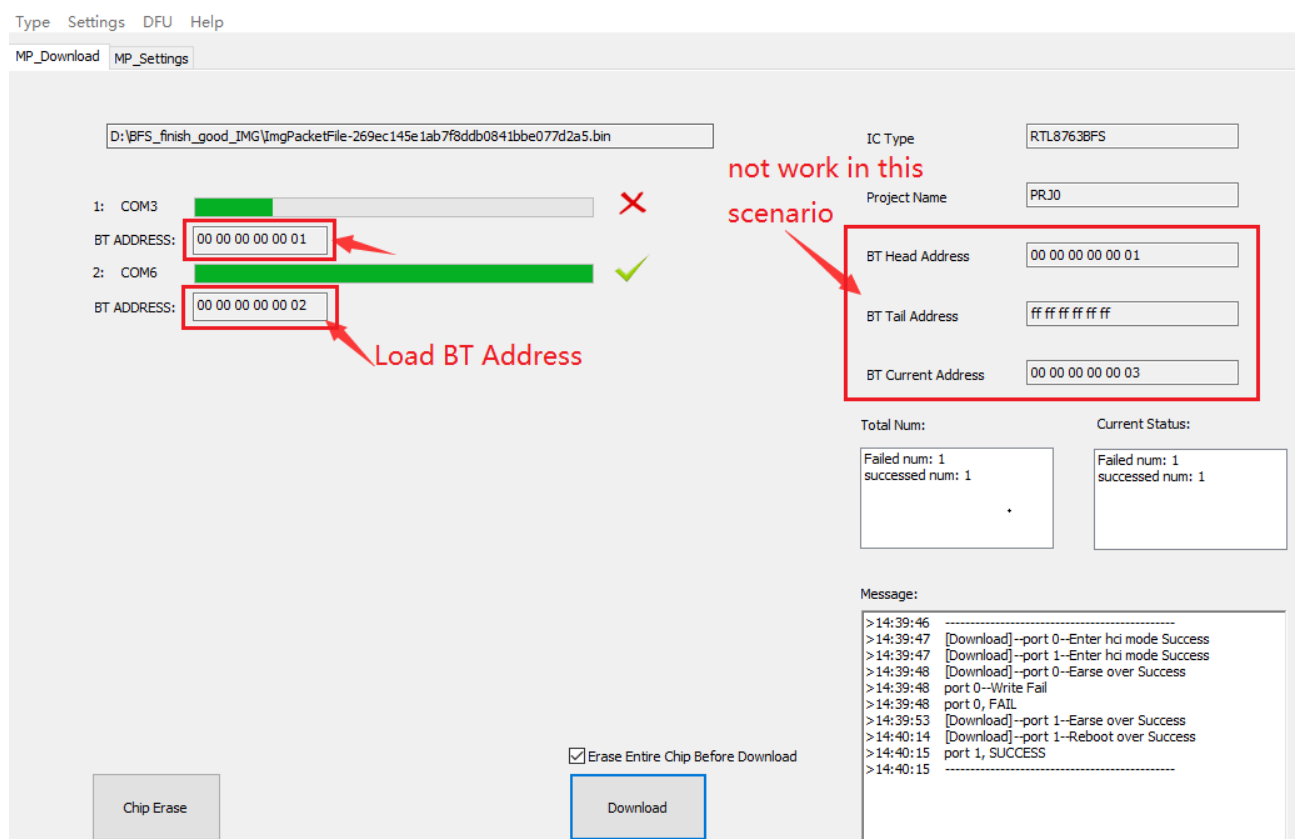 Type Settings DFU Help
MP_Download MP_Settings
D:\BFS_finish_good_IMG\ImgPacketFile-269ec145e1ab7f8ddb0841bbe077d2a5.bin
1: COM3
BT ADDRESS: 00 00 00 00 00 01
2: COM6
BT ADDRESS: 00 00 00 00 00 02
Load BT Address
not work in this
scenario
IC Type RTL8763BFS
Project Name PRJ0
BT Head Address 00 00 00 00 00 01
BT Tail Address ff ff ff ff ff ff
BT Current Address 00 00 00 00 00 03
Total Num:
Failed num: 1
successed num: 1
Current Status:
Failed num: 1
successed num: 1
Message:
>14:39:46 ----------------------------------------------
>14:39:47 [Download]--port 0--Enter hci mode Success
>14:39:47 [Download]--port 1--Enter hci mode Success
>14:39:48 [Download]--port 0--Earse over Success
>14:39:48 port 0--Write Fail
>14:39:48 port 0, FAIL
>14:39:53 [Download]--port 1--Earse over Success
>14:40:14 [Download]--port 1--Reboot over Success
>14:40:15 port 1, SUCCESS
>14:40:15 ----------------------------------------------
Erase Entire Chip Before Download
Chip Erase
Download